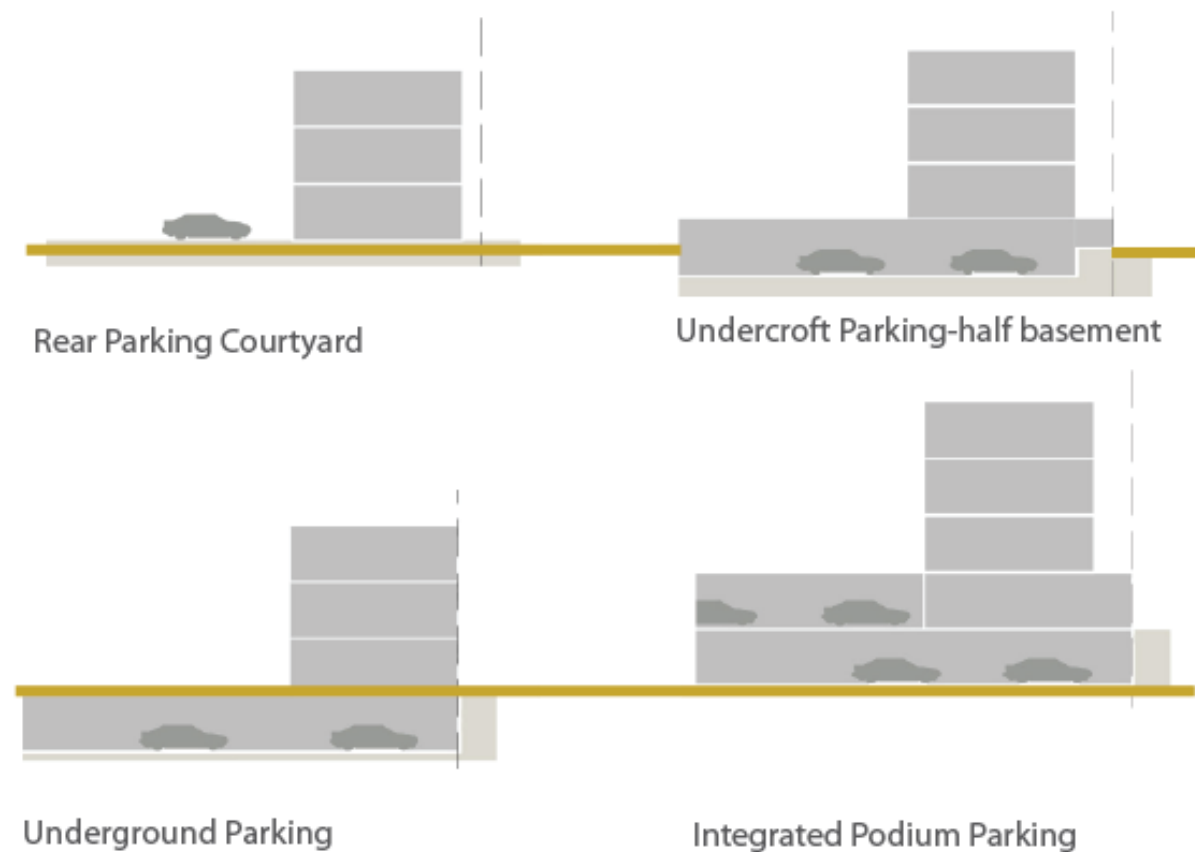 Rear Parking Courtyard
Undercroft Parking-half basement
Underground Parking
Integrated Podium Parking